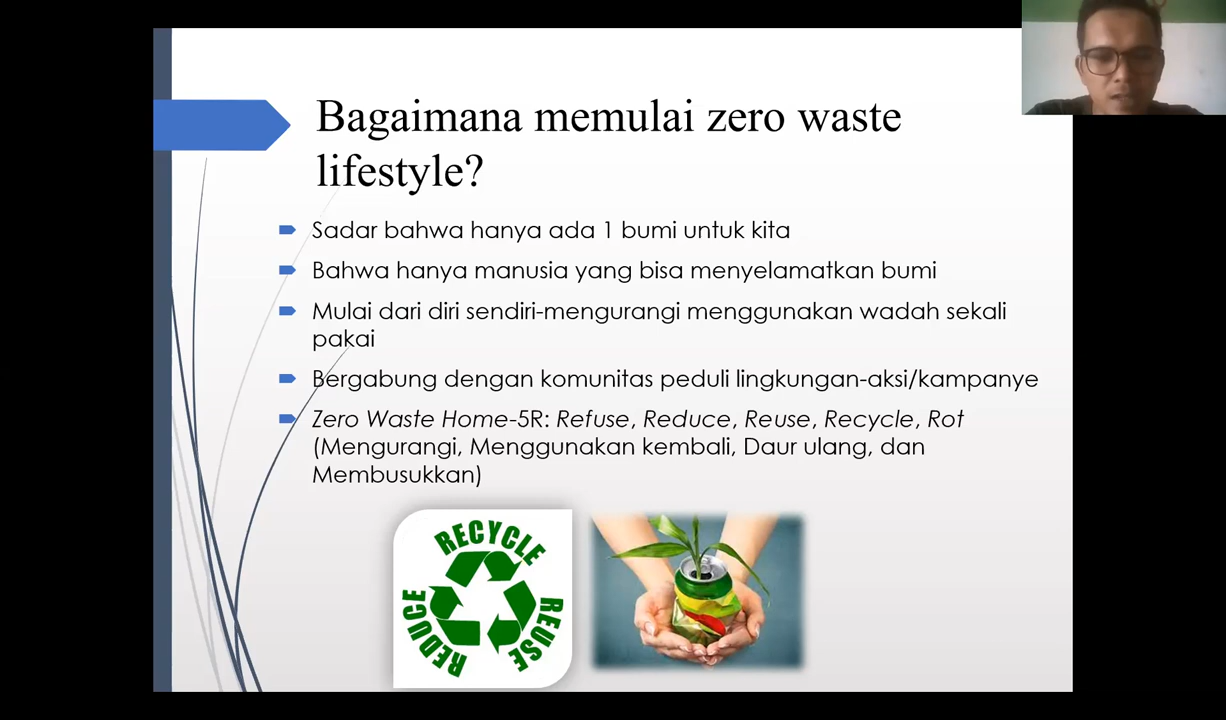 Bagaimana memulai zero waste
lifestyle?
Sadar bahwa hanya ada 1 bumi untuk kita
Bahwa hanya manusia yang bisa menyelamatkan bumi
Mulai dari diri sendiri-mengurangi menggunakan wadah sekali
pakai
Bergabung dengan komunitas peduli lingkungan-aksi/kampanye
Zero Waste Home-5R: Refuse, Reduce, Reuse, Recycle, Rot
(Mengurangi, Menggunakan kembali, Daur ulang, dan
Membusukkan)
RECYCLE
REUSE
REDUCE